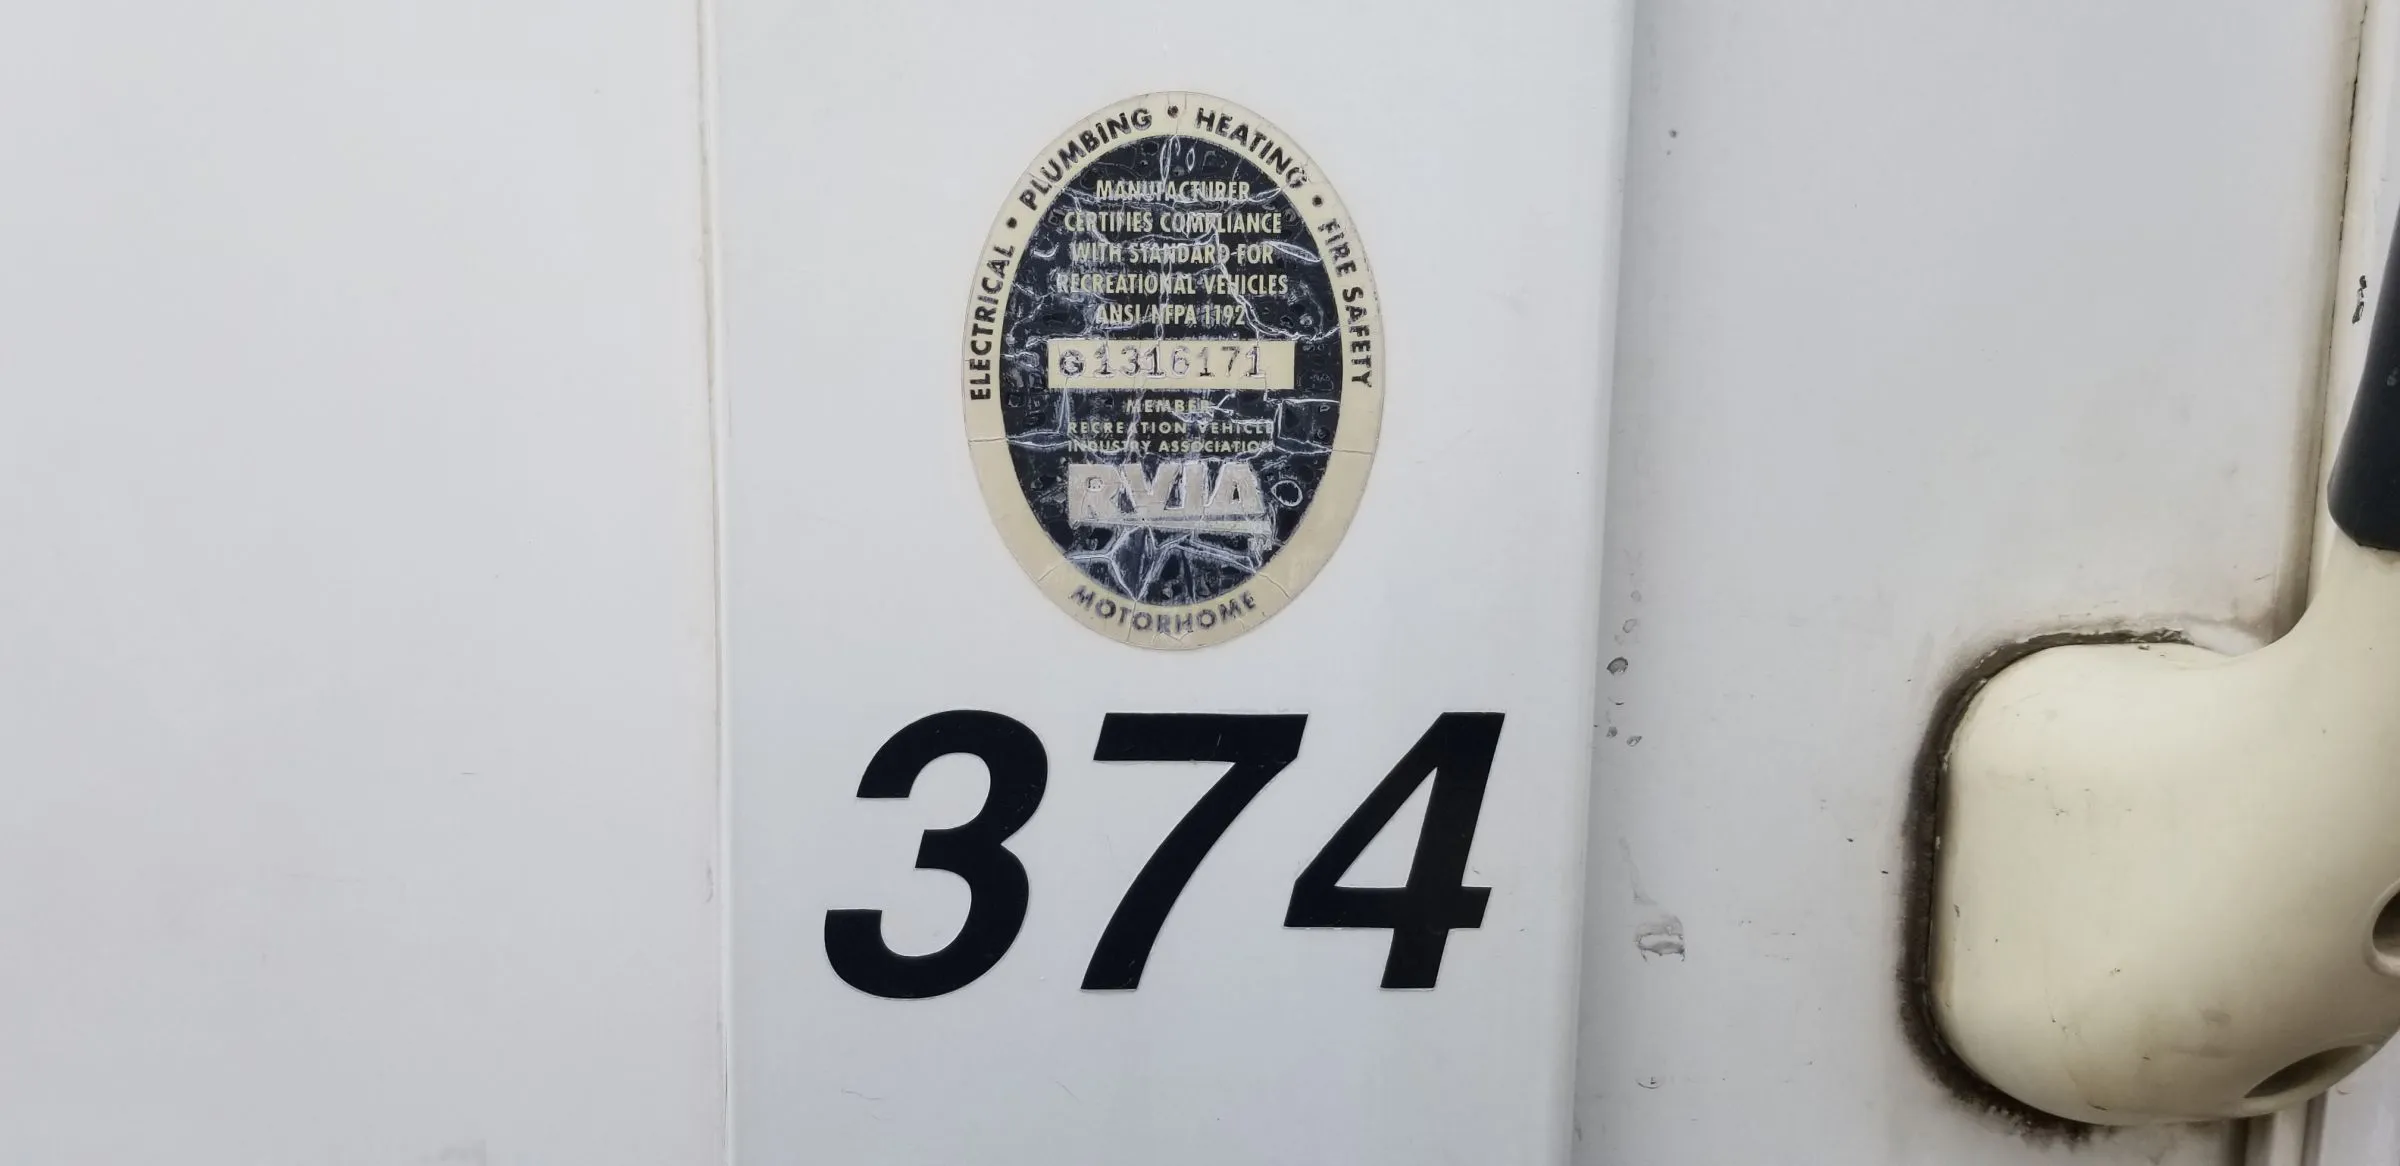 ELECTRICAL • PLUMBING • HEATING • FIRE SAFETY
MANUFACTURER
CERTIFIES COMPLIANCE
WITH STANDARD FOR
RECREATIONAL VEHICLES
ANSI/NFPA 1192
G1316171
MEMBER
RECREATION VEHICLE
INDUSTRY ASSOCIATION
RVIA
TM
MOTORHOME
374